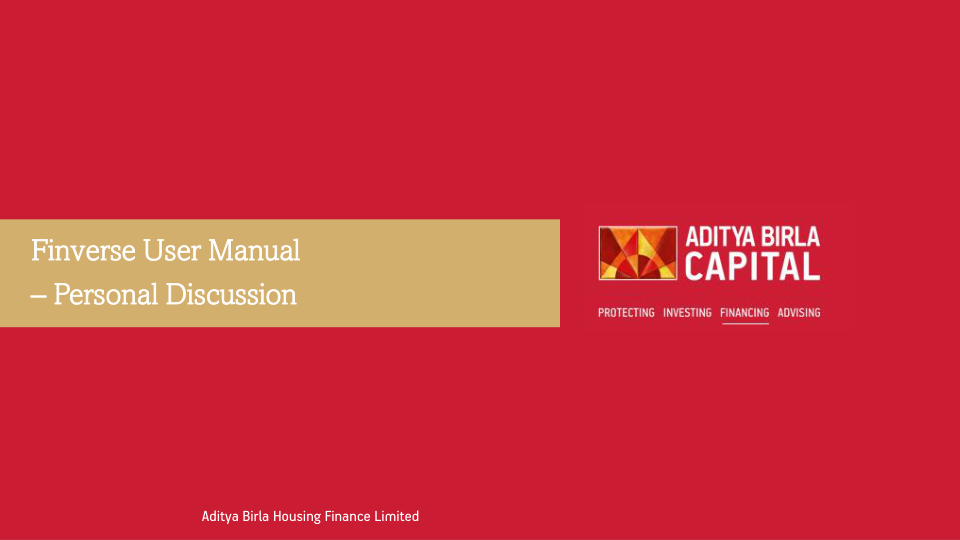 Finverse User Manual
– Personal Discussion
ADITYA BIRLA
CAPITAL
PROTECTING INVESTING FINANCING ADVISING
Aditya Birla Housing Finance Limited